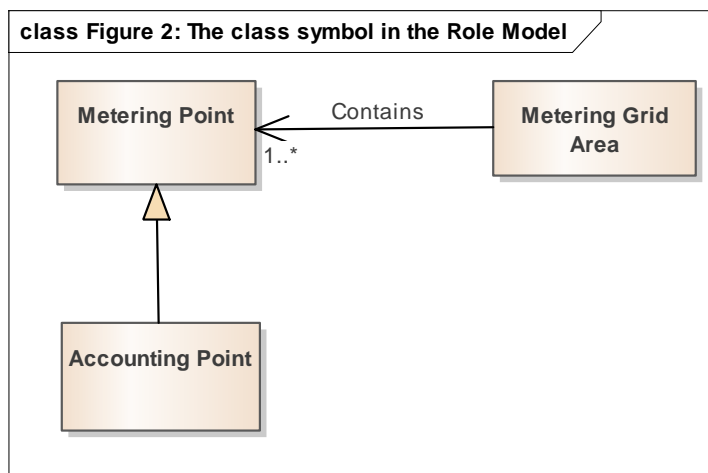 class Figure 2: The class symbol in the Role Model
Metering Point
Contains
1..*
Metering Grid
Area
Accounting Point